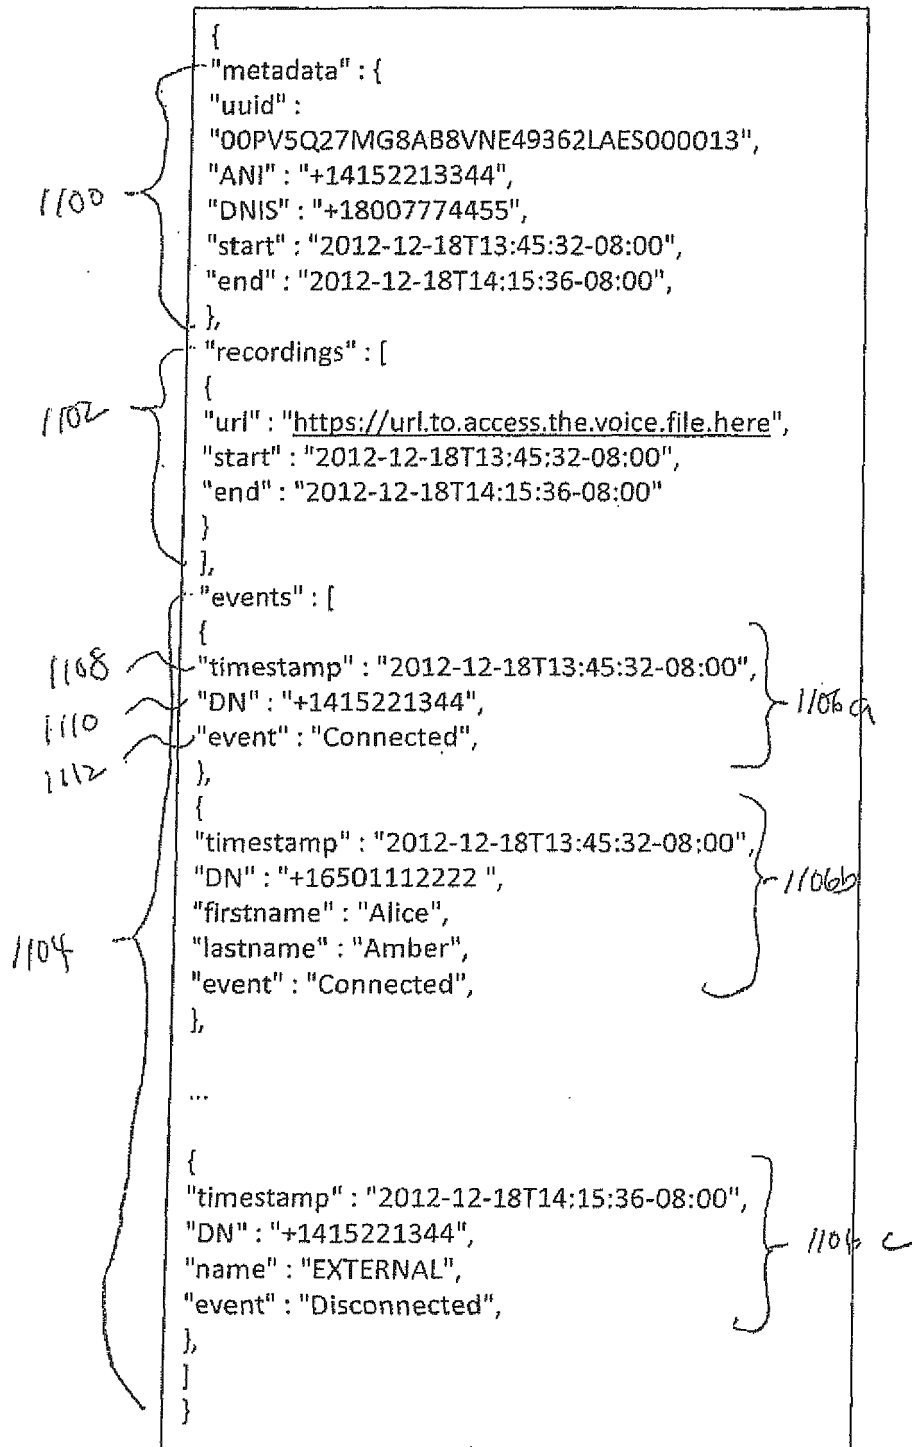 {
"metadata" : {
"uuid" :
"00PV5Q27MG8AB8VNE49362LAES000013",
"ANI" : "+14152213344",
1100
"DNIS" : "+18007774455",
"start" : "2012-12-18T13:45:32-08:00",
"end" : "2012-12-18T14:15:36-08:00",
},
"recordings" : [
{
1102
"url" : "https://url.to.access.the.voice.file.here",
"start" : "2012-12-18T13:45:32-08:00",
"end" : "2012-12-18T14:15:36-08:00"
}
],
"events" : [
{
1108
"timestamp" : "2012-12-18T13:45:32-08:00",
1110
"DN" : "+1415221344",
1106a
1112
"event" : "Connected",
},
{
"timestamp" : "2012-12-18T13:45:32-08:00",
"DN" : "+16501112222 ",
1106b
"firstname" : "Alice",
1104
"lastname" : "Amber",
"event" : "Connected",
},
...
{
"timestamp" : "2012-12-18T14:15:36-08:00",
"DN" : "+1415221344",
1106c
"name" : "EXTERNAL",
"event" : "Disconnected",
},
]
}